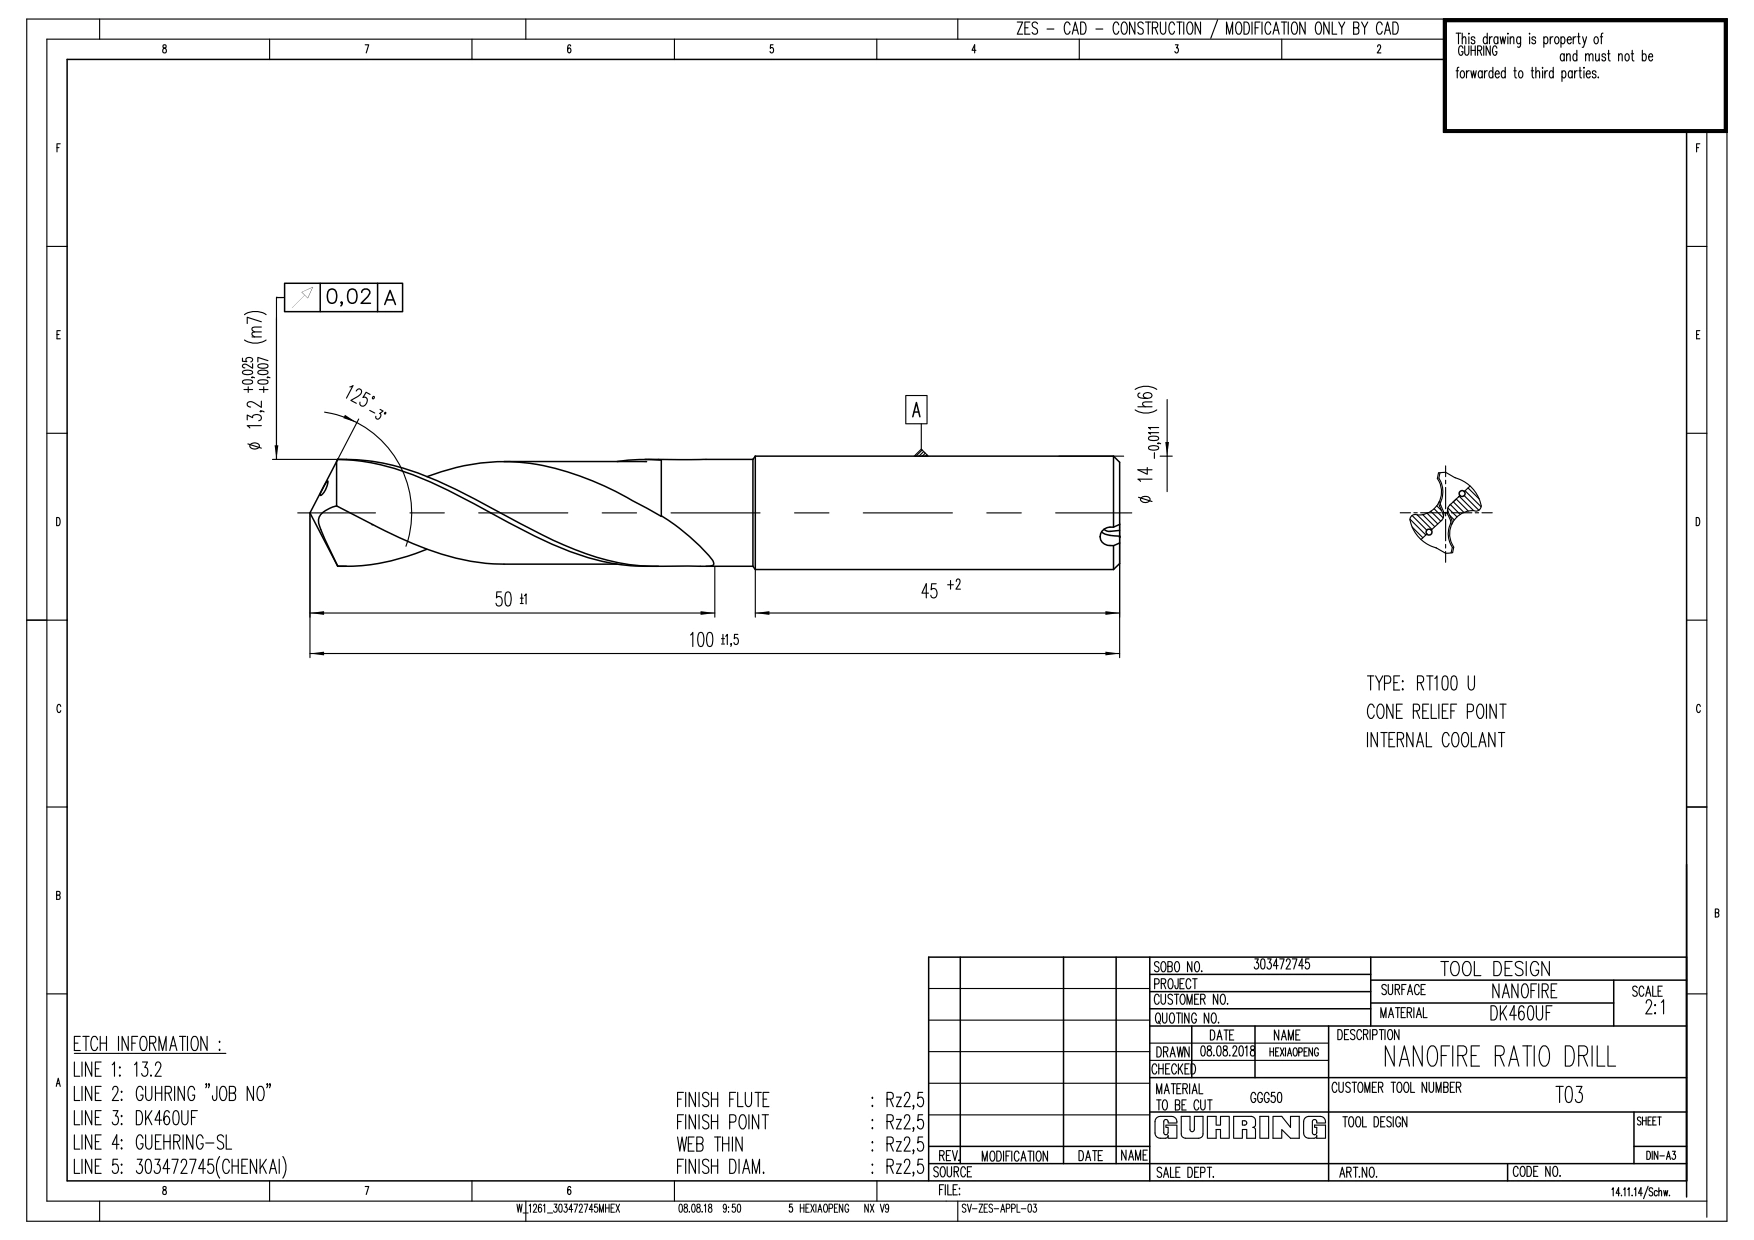 ZES - CAD - CONSTRUCTION / MODIFICATION ONLY BY CAD
This drawing is property of
GUHRING
and must not be
forwarded to third parties.
8 7 6 5 4 3 2
F F
E E
D D
C C
B B
A
0,02 A
ø 13,2 +0,025 +0,007 (m7)
125° -3°
A
ø 14 -0,011 (h6)
50 ±1
45 +2
100 ±1,5
TYPE: RT100 U
CONE RELIEF POINT
INTERNAL COOLANT
ETCH INFORMATION :
LINE 1: 13.2
LINE 2: GUHRING "JOB NO"
LINE 3: DK460UF
LINE 4: GUEHRING-SL
LINE 5: 303472745(CHENKAI)
FINISH FLUTE : Rz2,5
FINISH POINT : Rz2,5
WEB THIN : Rz2,5
FINISH DIAM. : Rz2,5
SOBO NO. 303472745
PROJECT
CUSTOMER NO.
QUOTING NO.
TOOL DESIGN
SURFACE NANOFIRE
MATERIAL DK460UF
SCALE
2:1
DATE NAME
DRAWN 08.08.2018 HEXIAOPENG
CHECKED
DESCRIPTION
NANOFIRE RATIO DRILL
MATERIAL
TO BE CUT GGG50
CUSTOMER TOOL NUMBER T03
GUHRING
TOOL DESIGN
SHEET
DIN-A3
REV. MODIFICATION DATE NAME
SOURCE
SALE DEPT.
ART.NO.
CODE NO.
8 7 6
FILE:
14.11.14/Schw.
W_1261_303472745MHEX 08.08.18 9:50 5 HEXIAOPENG NX V9 SV-ZES-APPL-03